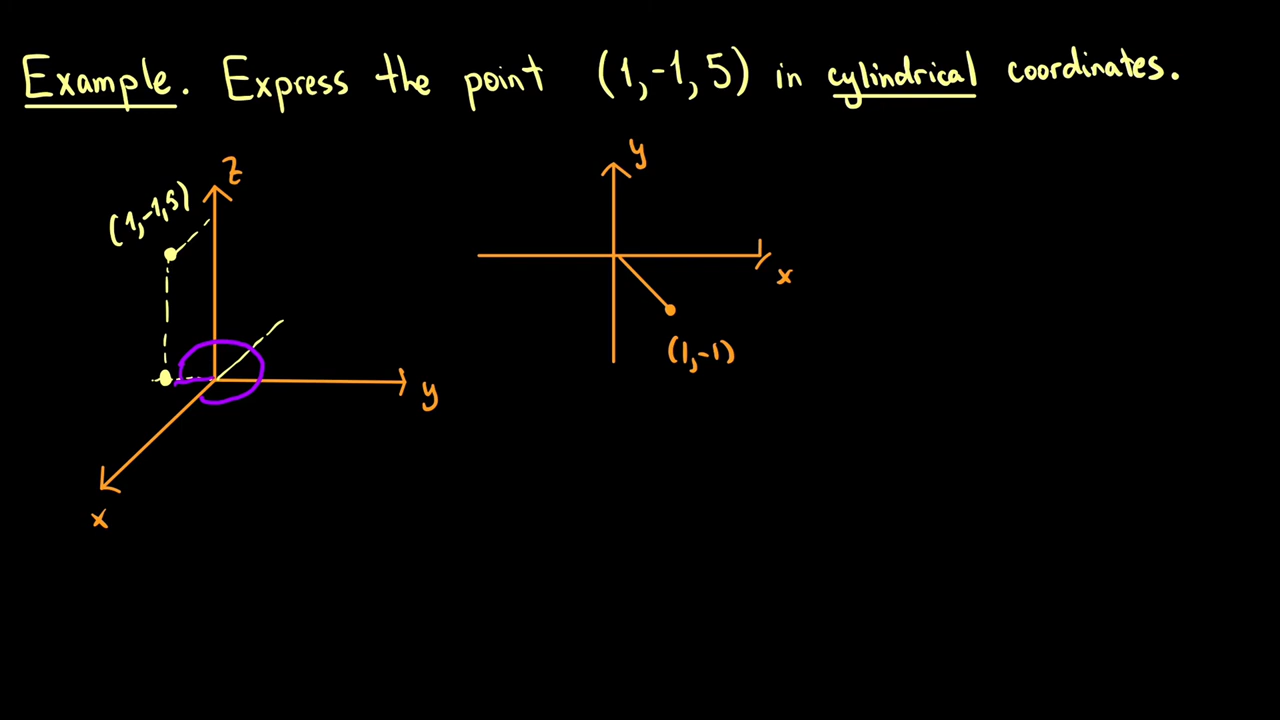 Example. Express the point (1,-1,5) in cylindrical coordinates.
z
(1,-1,5)
y
x
y
x
(1,-1)